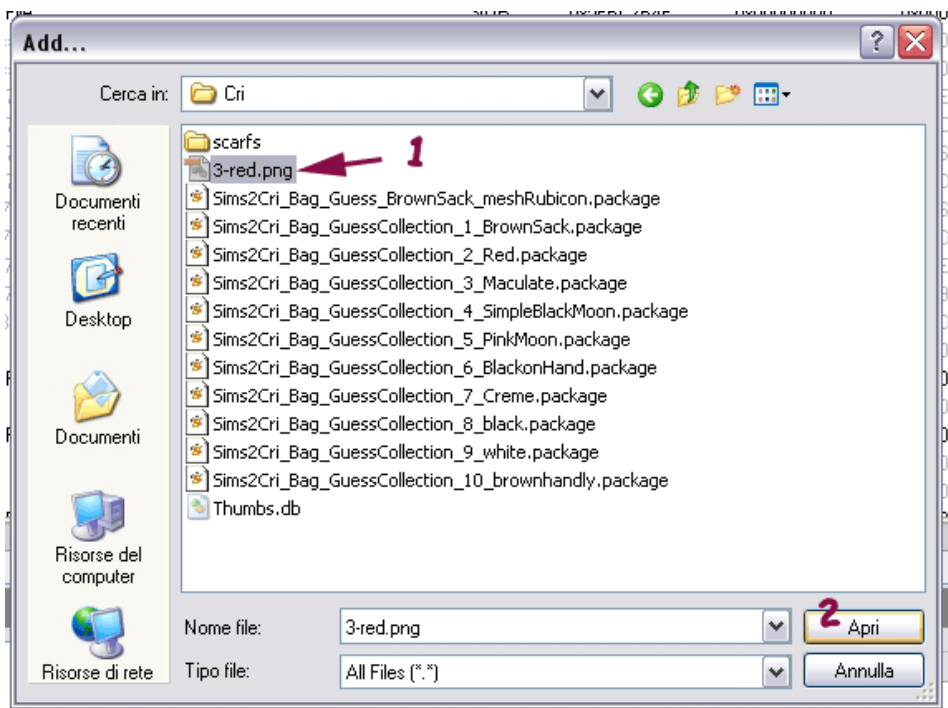 Add...
Cerca in:
Cri
Documenti
recenti
Desktop
Documenti
Risorse del
computer
Risorse di rete
scarfs
3-red.png
1
Sims2Cri_Bag_Guess_BrownSack_meshRubicon.package
Sims2Cri_Bag_GuessCollection_1_BrownSack.package
Sims2Cri_Bag_GuessCollection_2_Red.package
Sims2Cri_Bag_GuessCollection_3_Maculate.package
Sims2Cri_Bag_GuessCollection_4_SimpleBlackMoon.package
Sims2Cri_Bag_GuessCollection_5_PinkMoon.package
Sims2Cri_Bag_GuessCollection_6_BlackonHand.package
Sims2Cri_Bag_GuessCollection_7_Creme.package
Sims2Cri_Bag_GuessCollection_8_black.package
Sims2Cri_Bag_GuessCollection_9_white.package
Sims2Cri_Bag_GuessCollection_10_brownhandly.package
Thumbs.db
Nome file:
3-red.png
2
Apri
Tipo file:
All Files (*.*)
Annulla